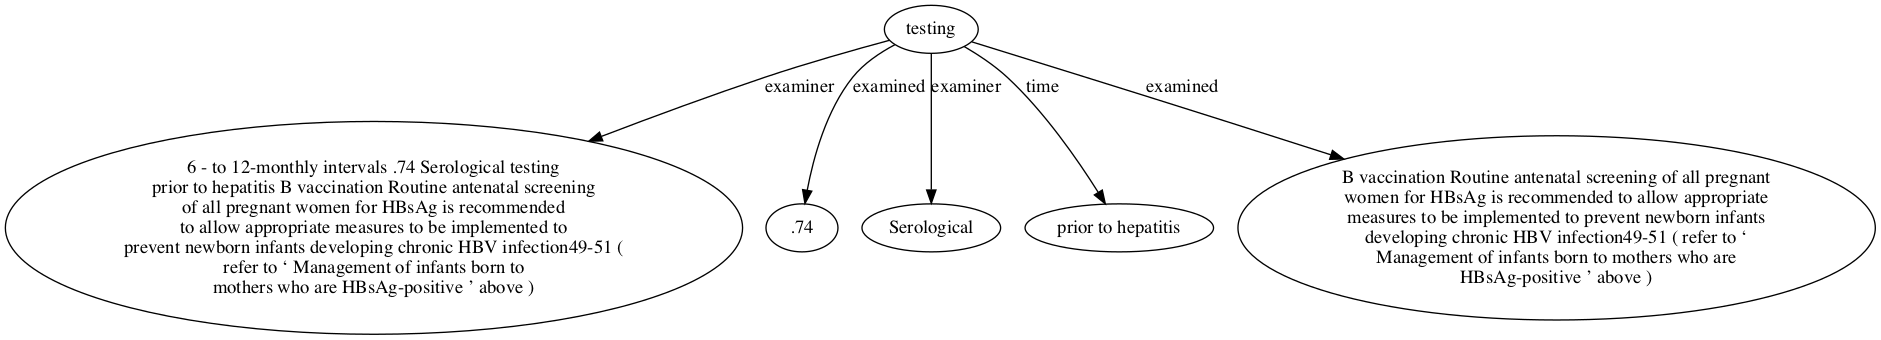 testing
examiner
examined
examiner
time
examined
6 - to 12-monthly intervals .74 Serological testing
prior to hepatitis B vaccination Routine antenatal screening
of all pregnant women for HBsAg is recommended
to allow appropriate measures to be implemented to
prevent newborn infants developing chronic HBV infection49-51 (
refer to ‘ Management of infants born to
mothers who are HBsAg-positive ’ above )
.74
Serological
prior to hepatitis
B vaccination Routine antenatal screening of all pregnant
women for HBsAg is recommended to allow appropriate
measures to be implemented to prevent newborn infants
developing chronic HBV infection49-51 ( refer to ‘
Management of infants born to mothers who are
HBsAg-positive ’ above )